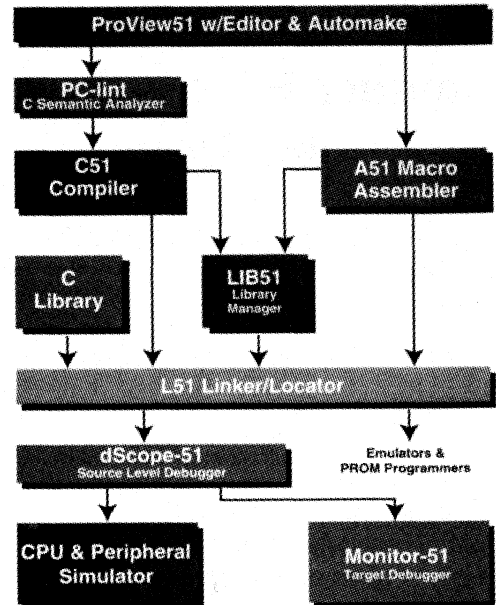 ProView51 w/Editor & Automake
PC-lint
C Semantic Analyzer
C51
Compiler
A51 Macro
Assembler
C
Library
LIB51
Library
Manager
L51 Linker/Locator
dScope-51
Source Level Debugger
Emulators &
PROM Programmers
CPU & Peripheral
Simulator
Monitor-51
Target Debugger